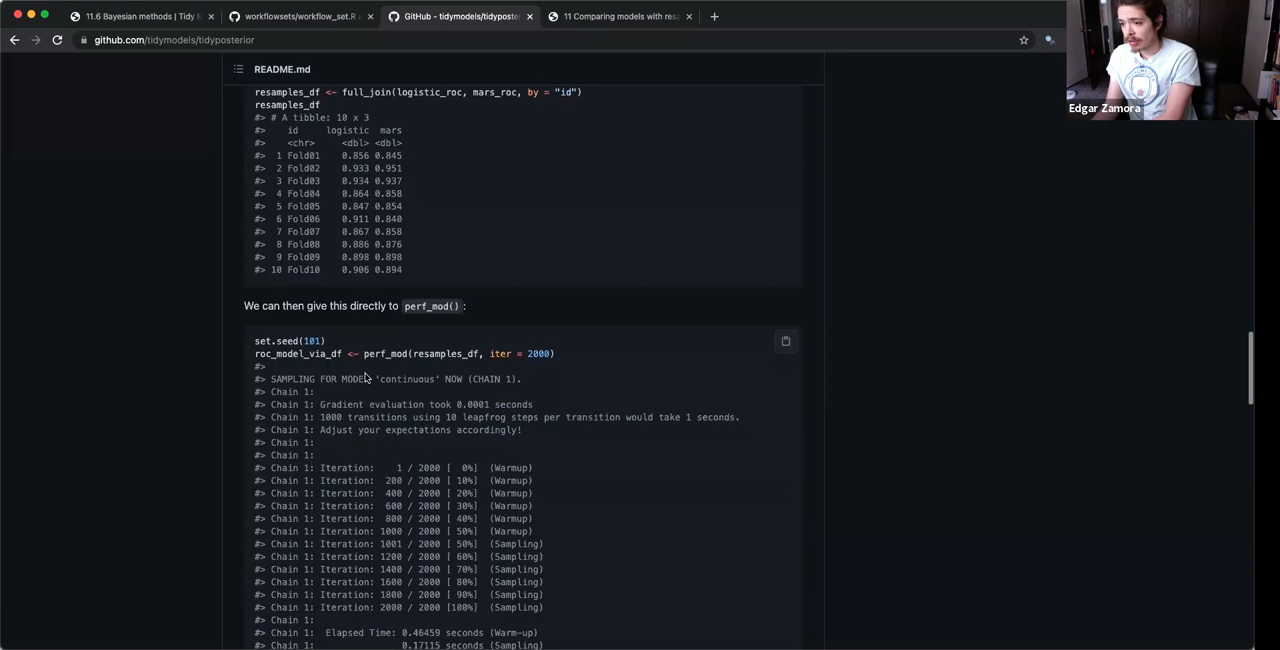 11.6 Bayesian methods | Tidy M
workflowsets/workflow_set.R a
GitHub - tidymodels/tidyposte
11 Comparing models with resa
github.com/tidymodels/tidyposterior
Edgar Zamora
README.md
resamples_df <- full_join(logistic_roc, mars_roc, by = "id")
resamples_df
#> # A tibble: 10 x 3
#>    id     logistic  mars
#>    <chr>     <dbl> <dbl>
#>  1 Fold01    0.856 0.845
#>  2 Fold02    0.933 0.951
#>  3 Fold03    0.934 0.937
#>  4 Fold04    0.864 0.858
#>  5 Fold05    0.847 0.854
#>  6 Fold06    0.911 0.840
#>  7 Fold07    0.867 0.858
#>  8 Fold08    0.886 0.876
#>  9 Fold09    0.898 0.898
#> 10 Fold10    0.906 0.894
We can then give this directly to perf_mod():
set.seed(101)
roc_model_via_df <- perf_mod(resamples_df, iter = 2000)
#>
#> SAMPLING FOR MODEL 'continuous' NOW (CHAIN 1).
#> Chain 1:
#> Chain 1: Gradient evaluation took 0.0001 seconds
#> Chain 1: 1000 transitions using 10 leapfrog steps per transition would take 1 seconds.
#> Chain 1: Adjust your expectations accordingly!
#> Chain 1:
#> Chain 1:
#> Chain 1: Iteration:    1 / 2000 [  0%]  (Warmup)
#> Chain 1: Iteration:  200 / 2000 [ 10%]  (Warmup)
#> Chain 1: Iteration:  400 / 2000 [ 20%]  (Warmup)
#> Chain 1: Iteration:  600 / 2000 [ 30%]  (Warmup)
#> Chain 1: Iteration:  800 / 2000 [ 40%]  (Warmup)
#> Chain 1: Iteration: 1000 / 2000 [ 50%]  (Warmup)
#> Chain 1: Iteration: 1001 / 2000 [ 50%]  (Sampling)
#> Chain 1: Iteration: 1200 / 2000 [ 60%]  (Sampling)
#> Chain 1: Iteration: 1400 / 2000 [ 70%]  (Sampling)
#> Chain 1: Iteration: 1600 / 2000 [ 80%]  (Sampling)
#> Chain 1: Iteration: 1800 / 2000 [ 90%]  (Sampling)
#> Chain 1: Iteration: 2000 / 2000 [100%]  (Sampling)
#> Chain 1:
#> Chain 1:  Elapsed Time: 0.46459 seconds (Warm-up)
#> Chain 1:                0.17115 seconds (Sampling)